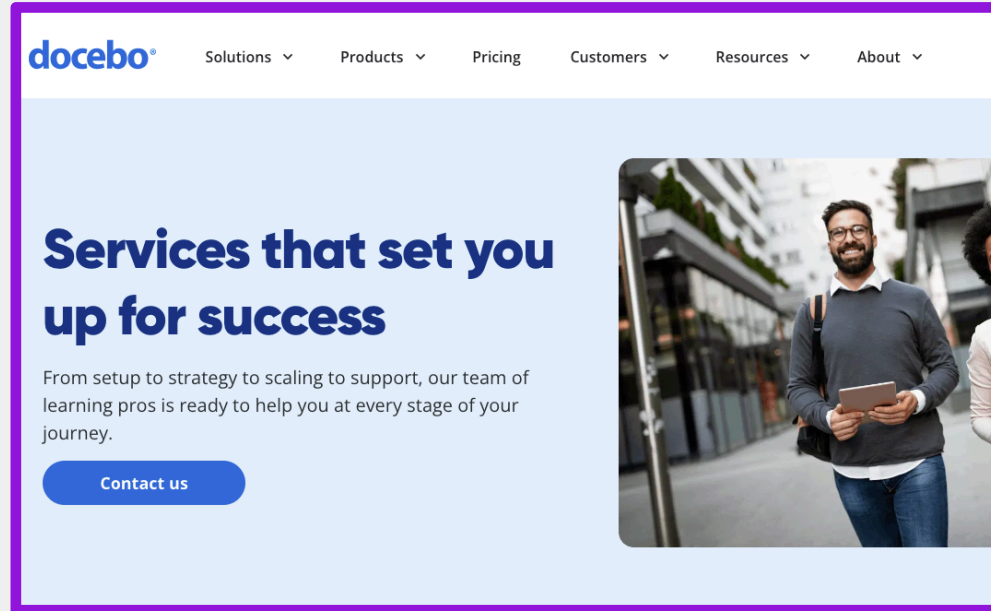 docebo®
Solutions
Products
Pricing
Customers
Resources
About
Services that set you
up for success
From setup to strategy to scaling to support, our team of
learning pros is ready to help you at every stage of your
journey.
Contact us